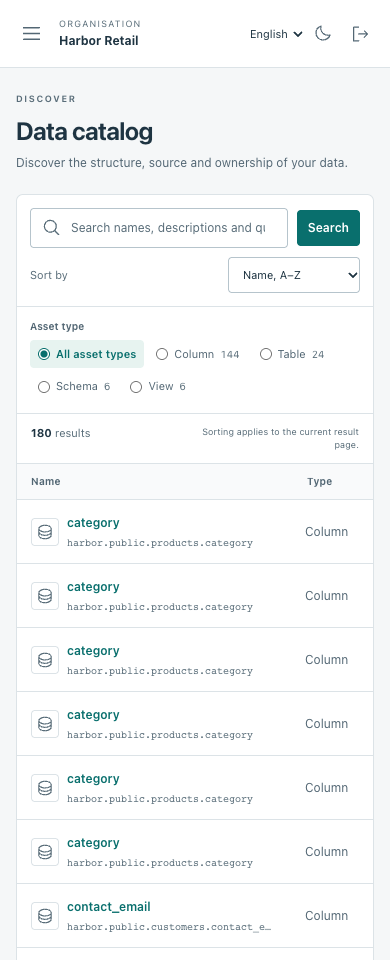 ORGANISATION
Harbor Retail
English
DISCOVER
Data catalog
Discover the structure, source and ownership of your data.
Search names, descriptions and qu
Search
Sort by
Name, A–Z
Asset type
All asset types
Column 144
Table 24
Schema 6
View 6
180 results
Sorting applies to the current result
page.
Name
Type
category
Column
harbor.public.products.category
category
Column
harbor.public.products.category
category
Column
harbor.public.products.category
category
Column
harbor.public.products.category
category
Column
harbor.public.products.category
category
Column
harbor.public.products.category
contact_email
Column
harbor.public.customers.contact_e…